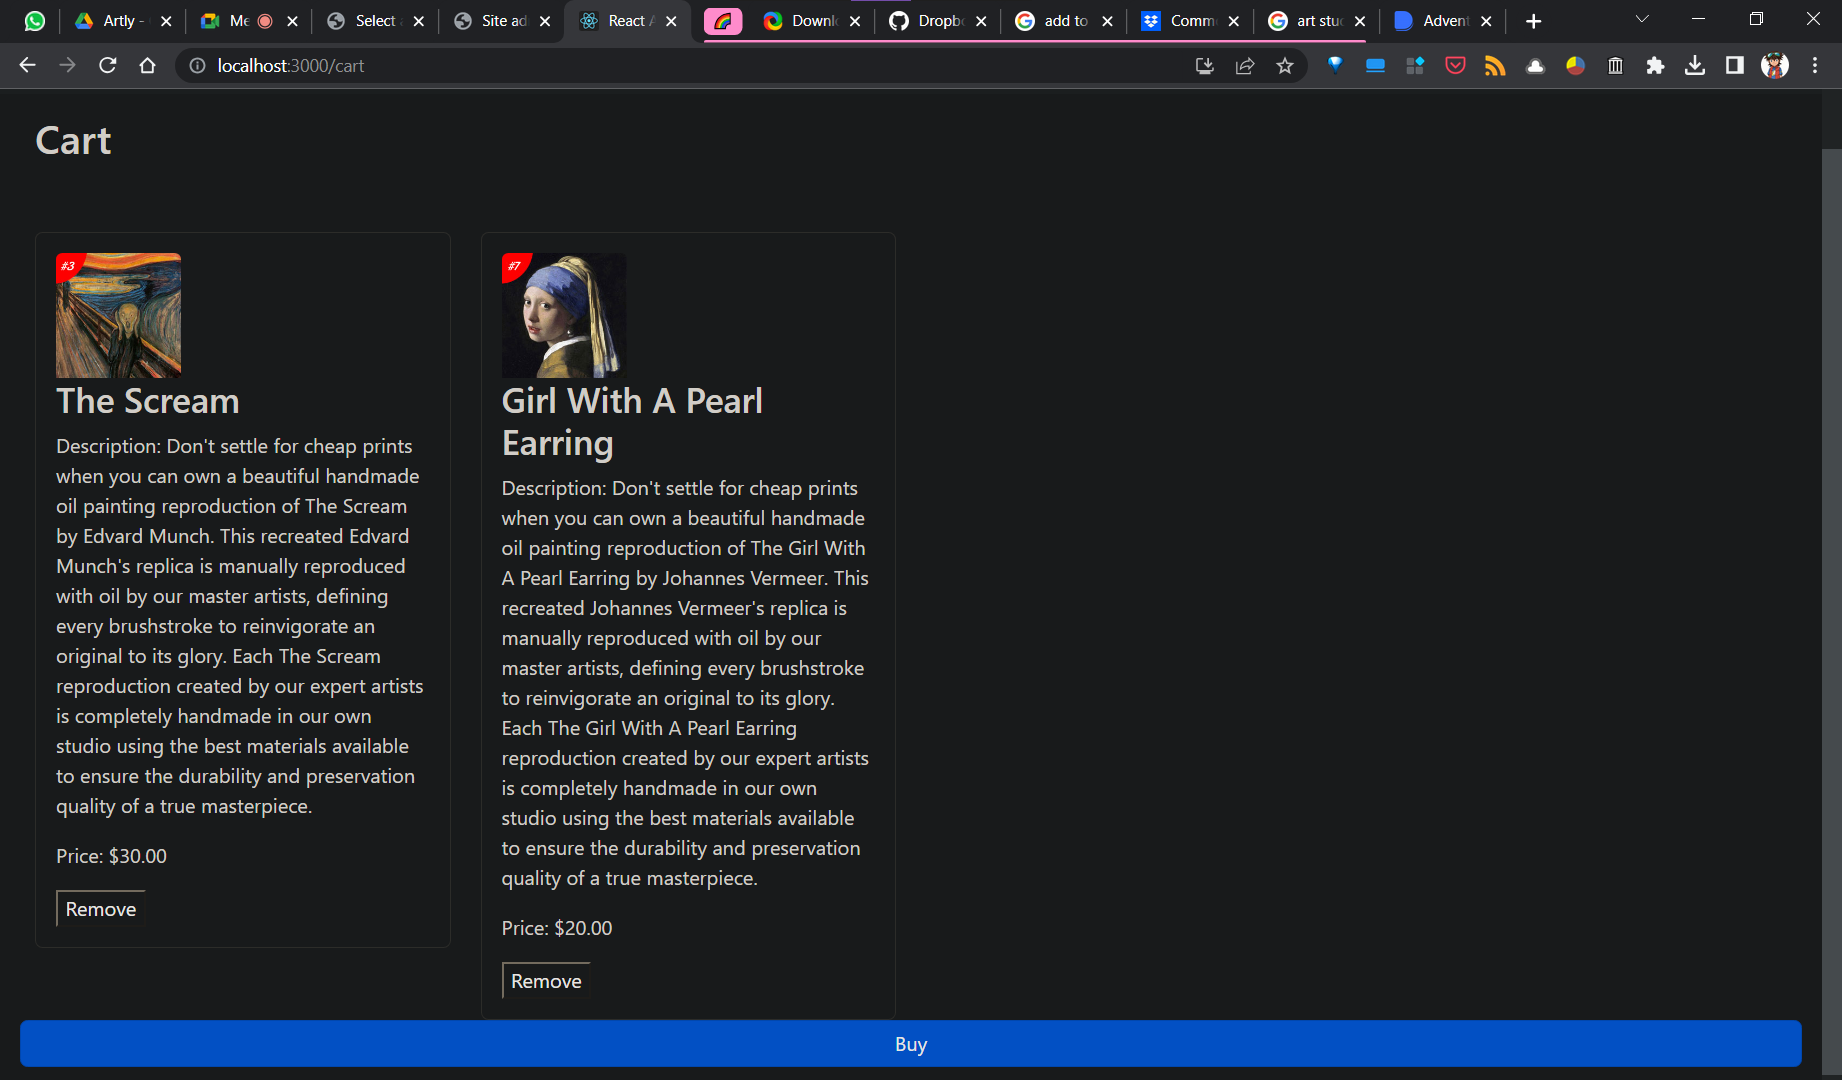 Artly -
Me
Select
Site ad
React A
Downl
Dropb
add to
Comm
art stu
Advent
localhost:3000/cart
Cart
#3
The Scream
Description: Don't settle for cheap prints
when you can own a beautiful handmade
oil painting reproduction of The Scream
by Edvard Munch. This recreated Edvard
Munch's replica is manually reproduced
with oil by our master artists, defining
every brushstroke to reinvigorate an
original to its glory. Each The Scream
reproduction created by our expert artists
is completely handmade in our own
studio using the best materials available
to ensure the durability and preservation
quality of a true masterpiece.
Price: $30.00
Remove
#7
Girl With A Pearl
Earring
Description: Don't settle for cheap prints
when you can own a beautiful handmade
oil painting reproduction of The Girl With
A Pearl Earring by Johannes Vermeer. This
recreated Johannes Vermeer's replica is
manually reproduced with oil by our
master artists, defining every brushstroke
to reinvigorate an original to its glory.
Each The Girl With A Pearl Earring
reproduction created by our expert artists
is completely handmade in our own
studio using the best materials available
to ensure the durability and preservation
quality of a true masterpiece.
Price: $20.00
Remove
Buy